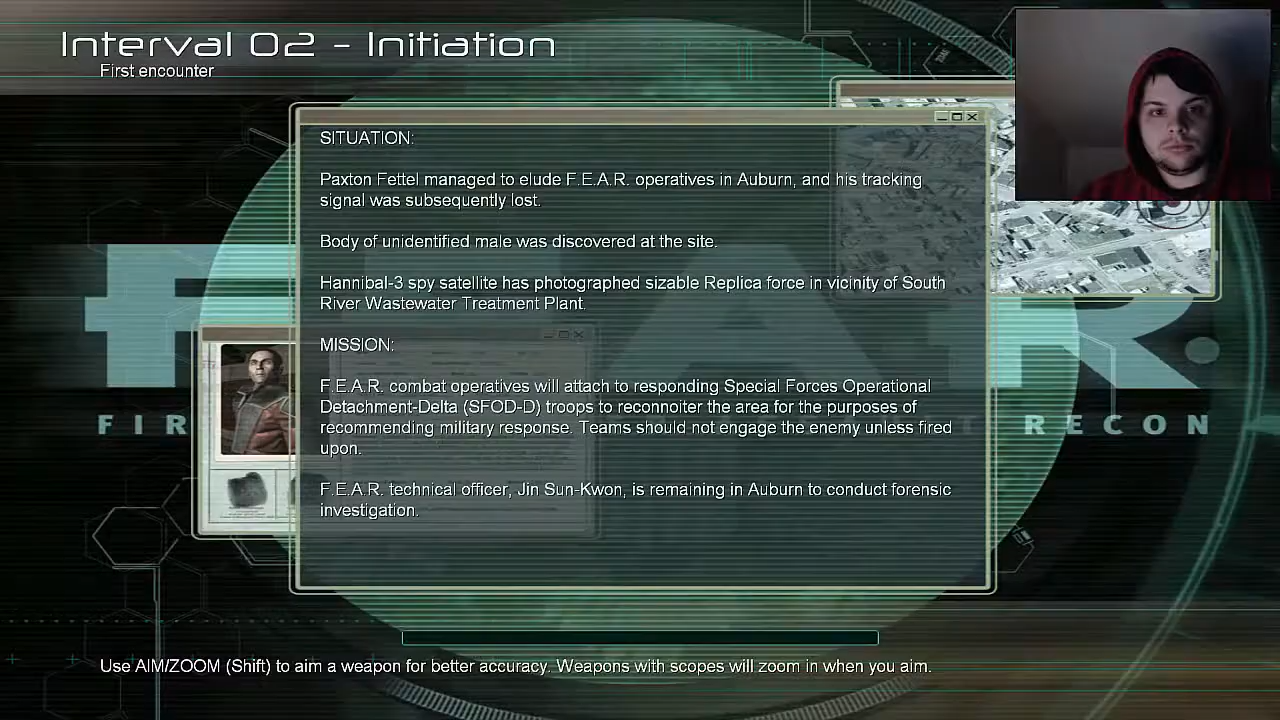 Interval 02 - Initiation
First encounter
SITUATION:
Paxton Fettel managed to elude F.E.A.R. operatives in Auburn, and his tracking
signal was subsequently lost.
Body of unidentified male was discovered at the site.
Hannibal-3 spy satellite has photographed sizable Replica force in vicinity of South
River Wastewater Treatment Plant.
MISSION:
F.E.A.R. combat operatives will attach to responding Special Forces Operational
Detachment-Delta (SFOD-D) troops to reconnoiter the area for the purposes of
recommending military response. Teams should not engage the enemy unless fired
upon.
F.E.A.R. technical officer, Jin Sun-Kwon, is remaining in Auburn to conduct forensic
investigation.
FIR
T RECON
Use AIM/ZOOM (Shift) to aim a weapon for better accuracy. Weapons with scopes will zoom in when you aim.